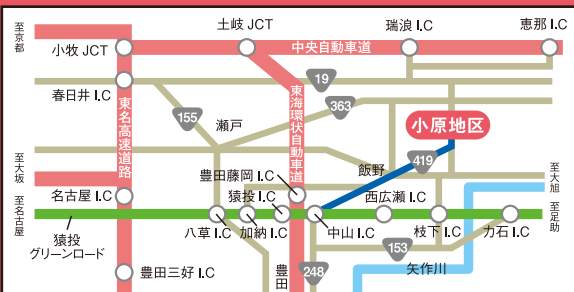 至京都
小牧 JCT
土岐 JCT
中央自動車道
瑞浪 I.C
恵那 I.C
春日井 I.C
19
363
155
瀬戸
東名高速道路
東海環状自動車道
小原地区
419
飯野
至大坂
名古屋 I.C
豊田藤岡 I.C
猿投 I.C
至大旭
至名古屋
八草 I.C
加納 I.C
中山 I.C
西広瀬 I.C
枝下 I.C
力石 I.C
至足助
猿投
グリーンロード
153
豊田三好 I.C
豊田
248
矢作川